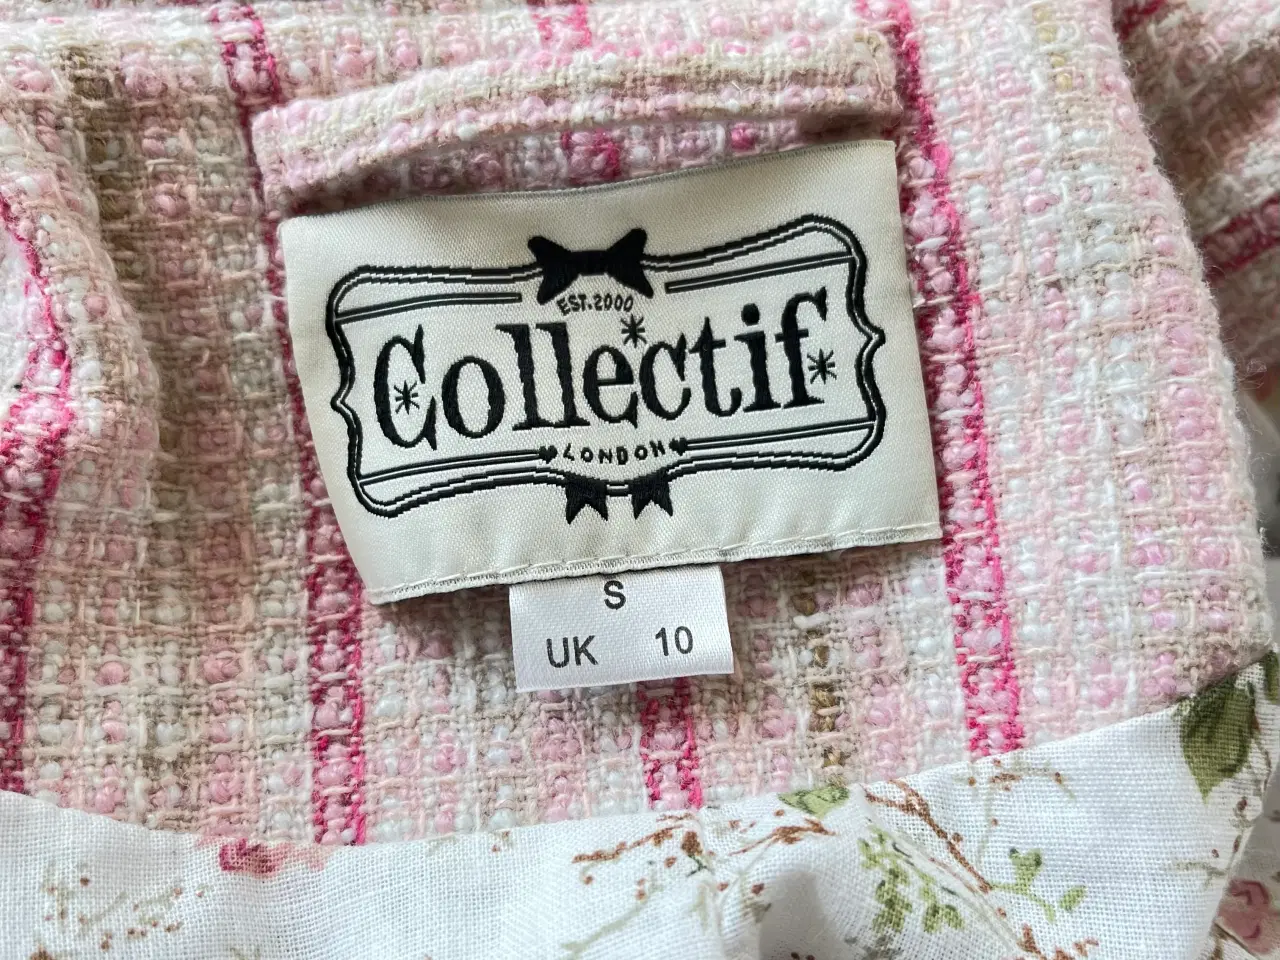 EST.2000
Collectif
LONDON
S
UK 10